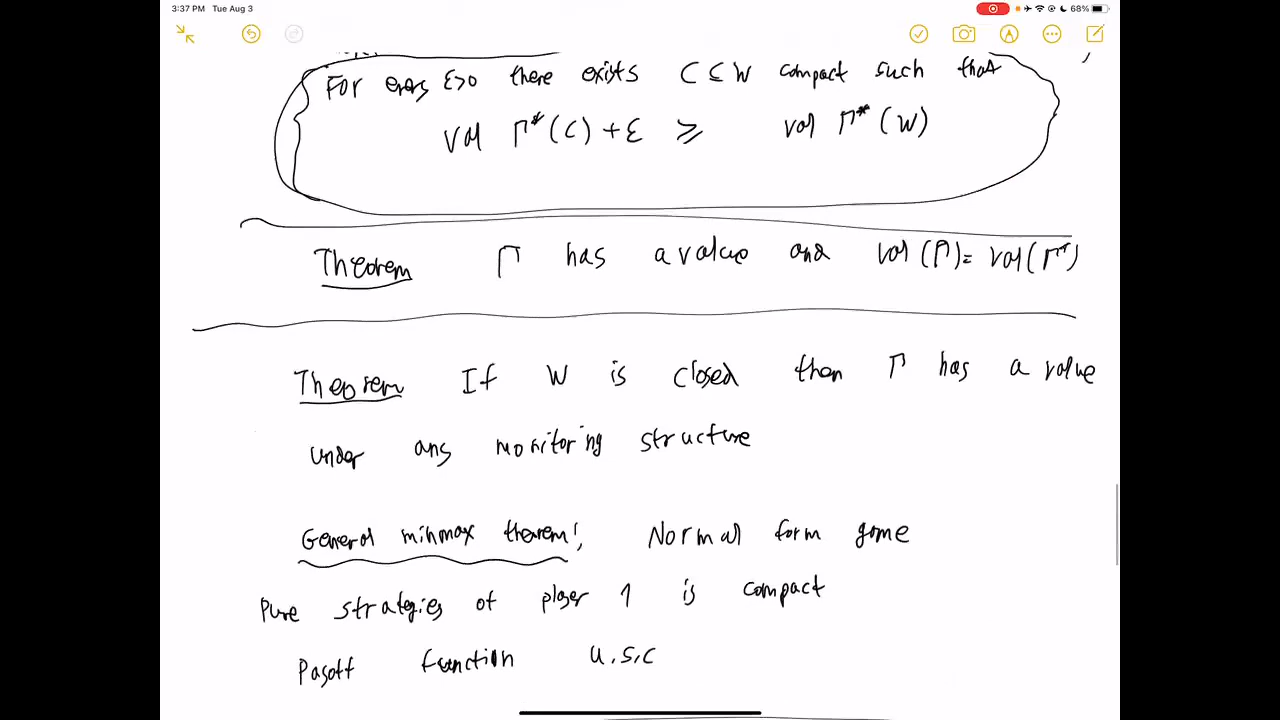 3:37 PM Tue Aug 3
68%
For every ε>0 there exists C ⊆ W compact such that
Val Γ*(C) + ε ≥ val Γ*(W)
Theorem Γ has a value and val(Γ) = val(Γ*)
Theorem If W is closed then Γ has a value
under any monitoring structure
General minmax theorem: Normal form game
Pure strategies of player 1 is compact
Payoff function u.s.c